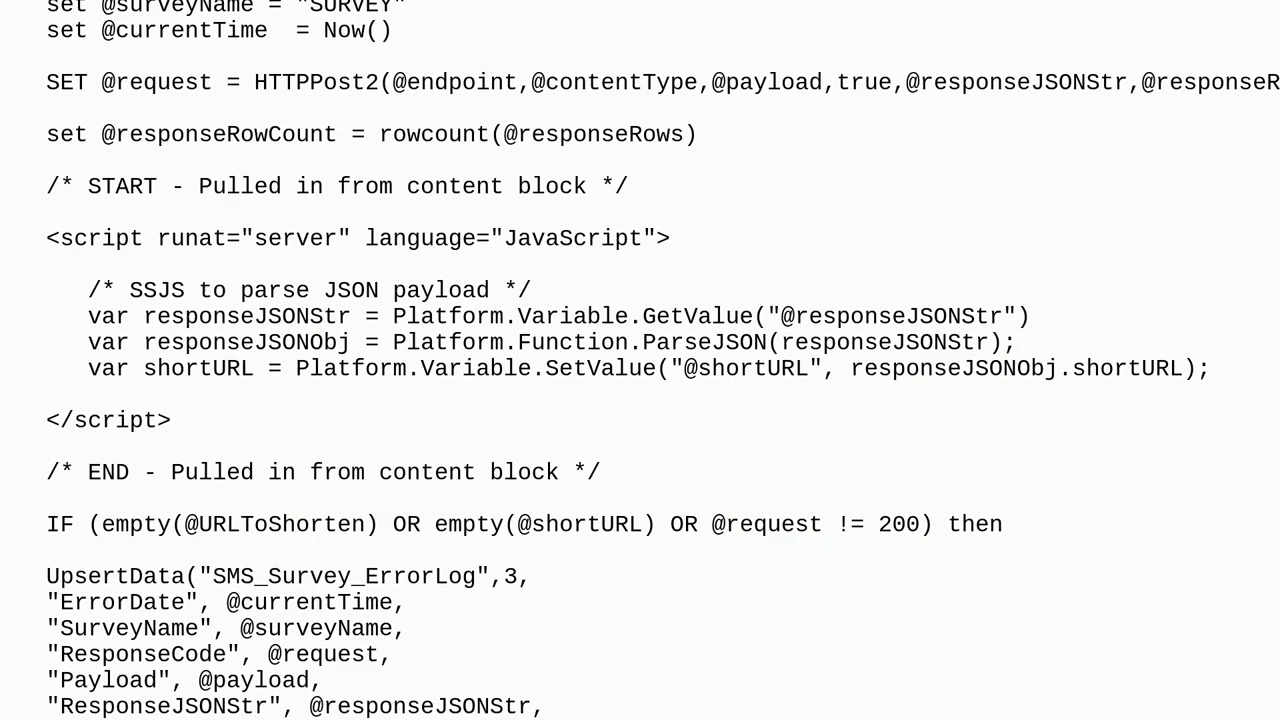 set @surveyName = "SURVEY"
set @currentTime  = Now()
SET @request = HTTPPost2(@endpoint,@contentType,@payload,true,@responseJSONStr,@responseR
set @responseRowCount = rowcount(@responseRows)
/* START - Pulled in from content block */
<script runat="server" language="JavaScript">
/* SSJS to parse JSON payload */
var responseJSONStr = Platform.Variable.GetValue("@responseJSONStr")
var responseJSONObj = Platform.Function.ParseJSON(responseJSONStr);
var shortURL = Platform.Variable.SetValue("@shortURL", responseJSONObj.shortURL);
</script>
/* END - Pulled in from content block */
IF (empty(@URLToShorten) OR empty(@shortURL) OR @request != 200) then
UpsertData("SMS_Survey_ErrorLog",3,
"ErrorDate", @currentTime,
"SurveyName", @surveyName,
"ResponseCode", @request,
"Payload", @payload,
"ResponseJSONStr", @responseJSONStr,